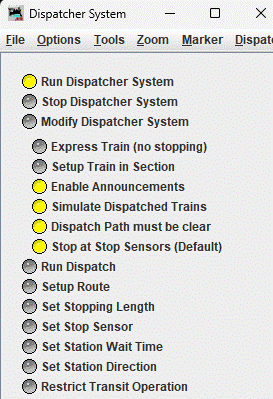 Dispatcher System
File Options Tools Zoom Marker Dispatc
Run Dispatcher System
Stop Dispatcher System
Modify Dispatcher System
Express Train (no stopping)
Setup Train in Section
Enable Announcements
Simulate Dispatched Trains
Dispatch Path must be clear
Stop at Stop Sensors (Default)
Run Dispatch
Setup Route
Set Stopping Length
Set Stop Sensor
Set Station Wait Time
Set Station Direction
Restrict Transit Operation